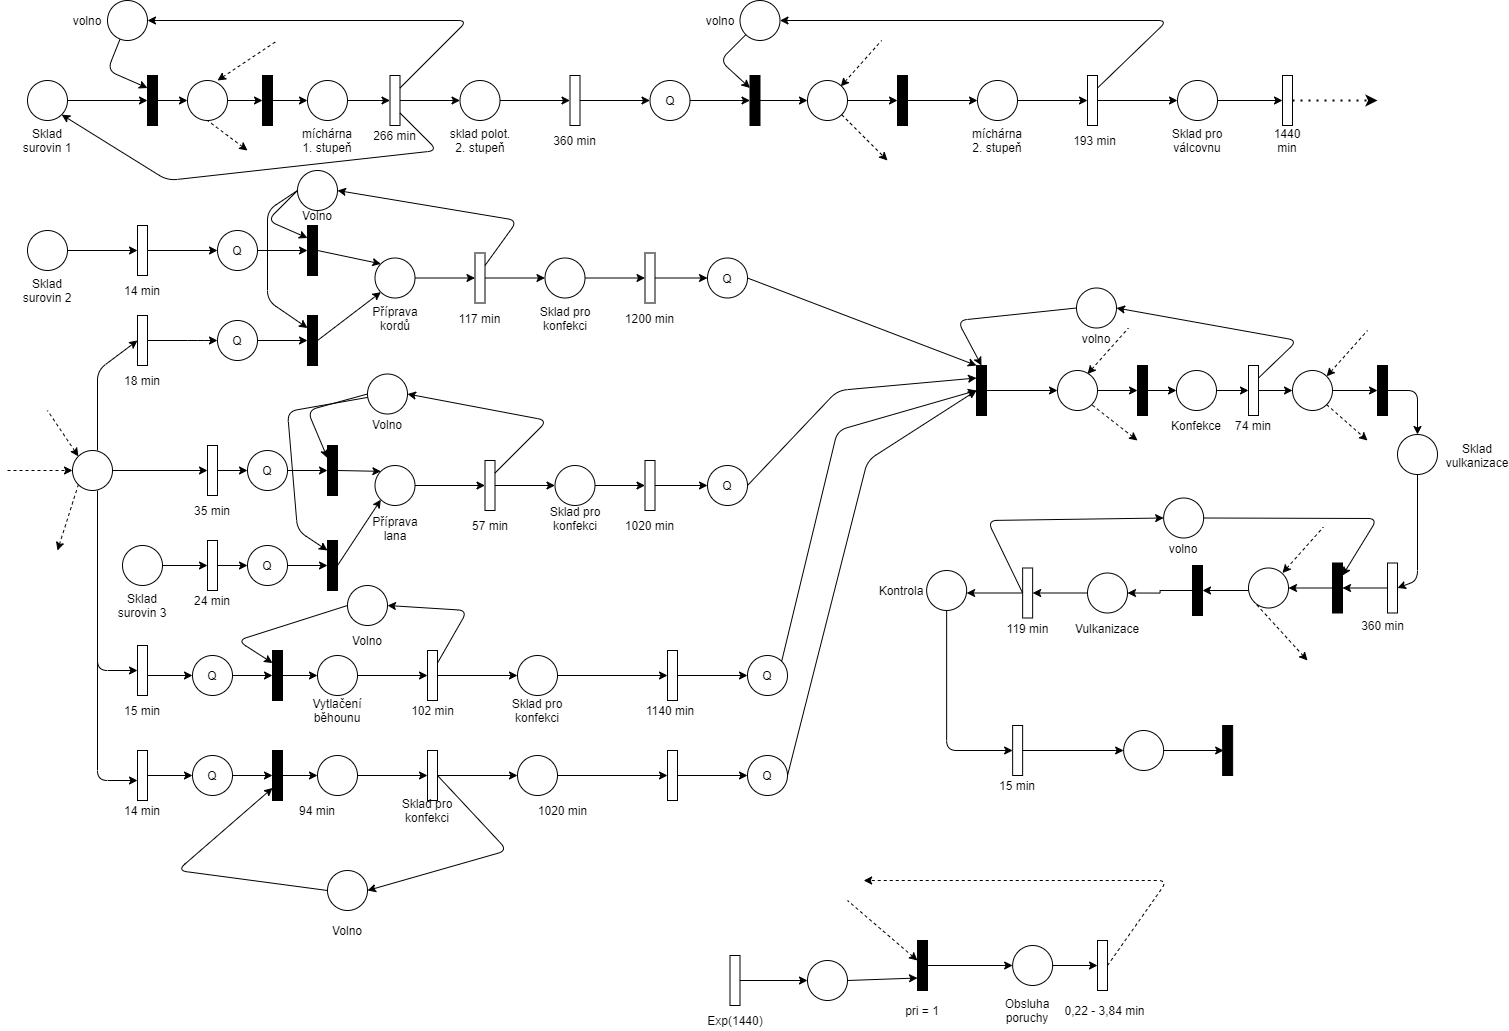 volno
volno
Q
Sklad
surovin 1
míchárna
1. stupeň
266 min
sklad polot.
2. stupeň
360 min
míchárna
2. stupeň
193 min
Sklad pro
válcovnu
1440
min
Volno
Q
Sklad
surovin 2
14 min
Příprava
kordů
117 min
Sklad pro
konfekci
1200 min
Q
Q
18 min
volno
Konfekce
74 min
Sklad
vulkanizace
Volno
Q
35 min
Příprava
lana
57 min
Sklad pro
konfekci
1020 min
Q
Q
Sklad
surovin 3
24 min
volno
Kontrola
119 min
Vulkanizace
360 min
Volno
Q
15 min
Vytlačení
běhounu
102 min
Sklad pro
konfekci
1140 min
Q
Q
14 min
94 min
Sklad pro
konfekci
1020 min
Q
15 min
Volno
Exp(1440)
pri = 1
Obsluha
poruchy
0,22 - 3,84 min